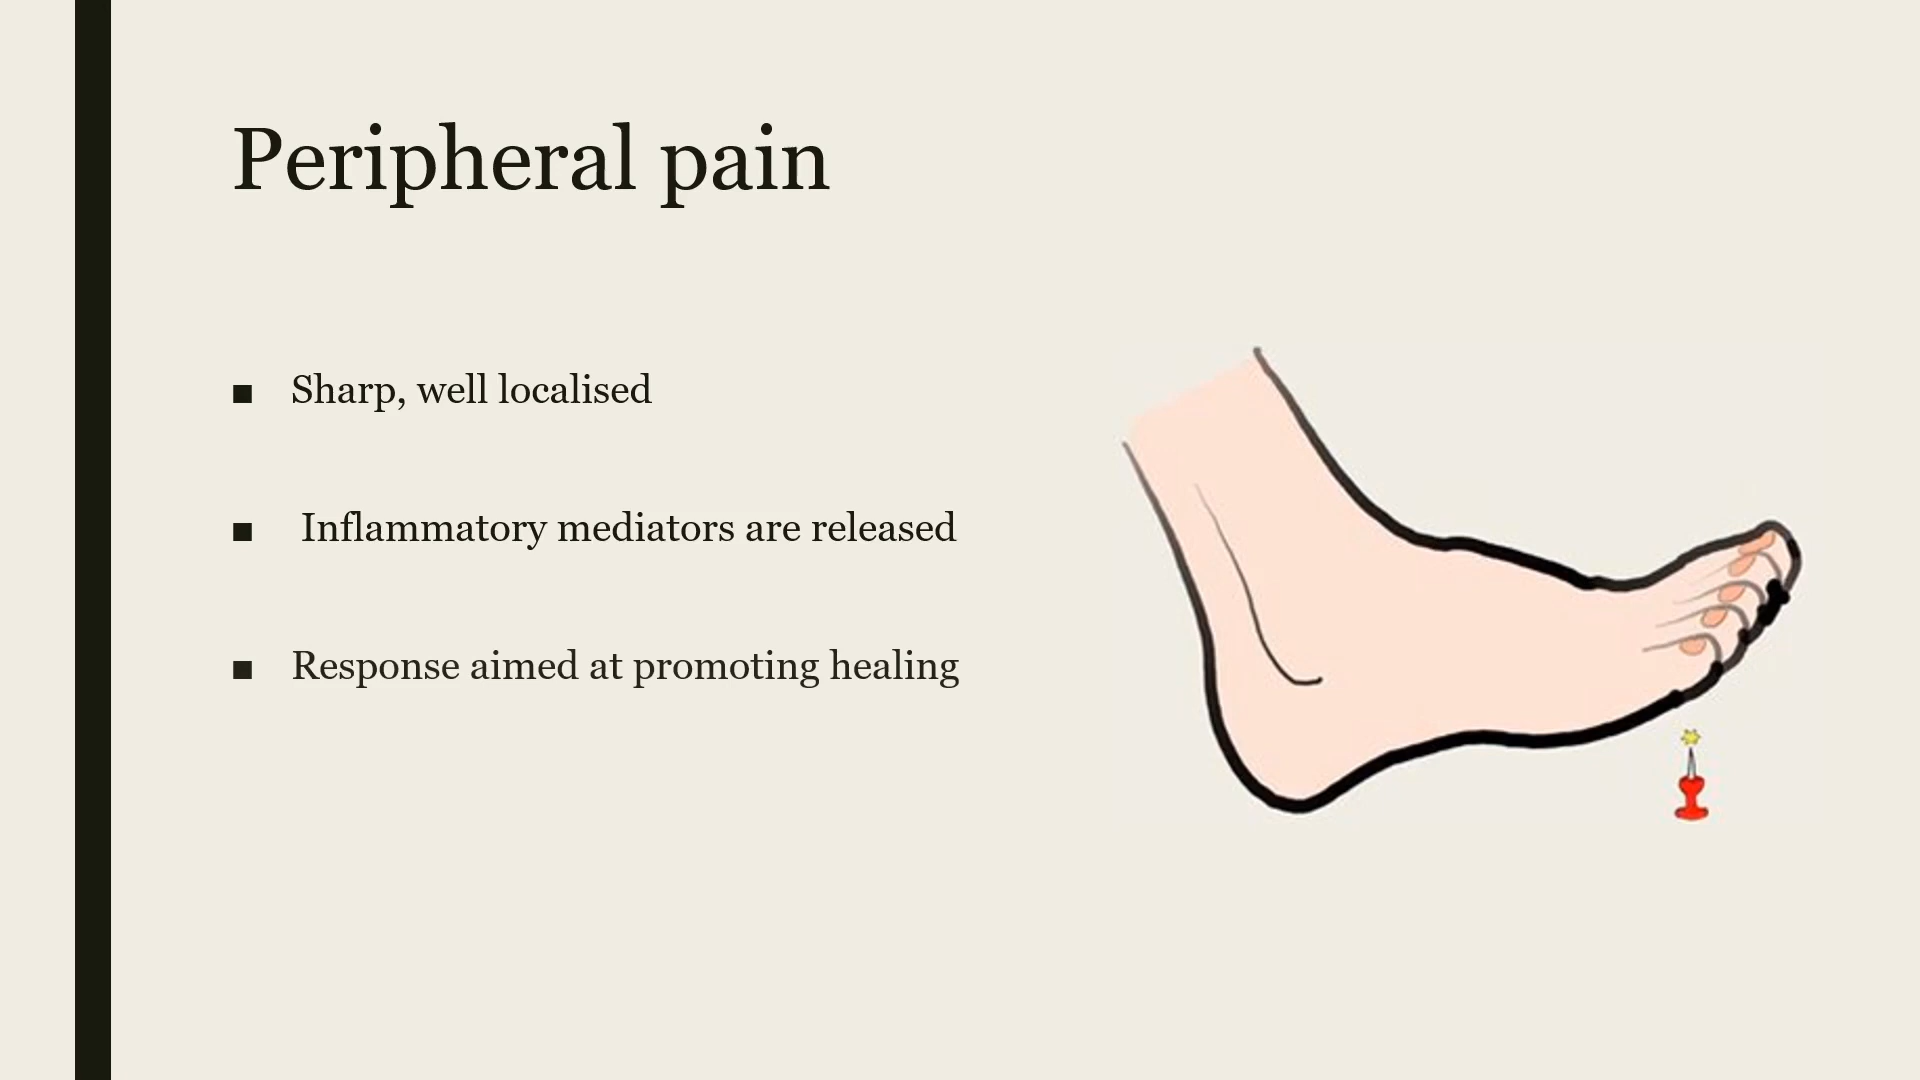 Peripheral pain
■ Sharp, well localised
■ Inflammatory mediators are released
■ Response aimed at promoting healing